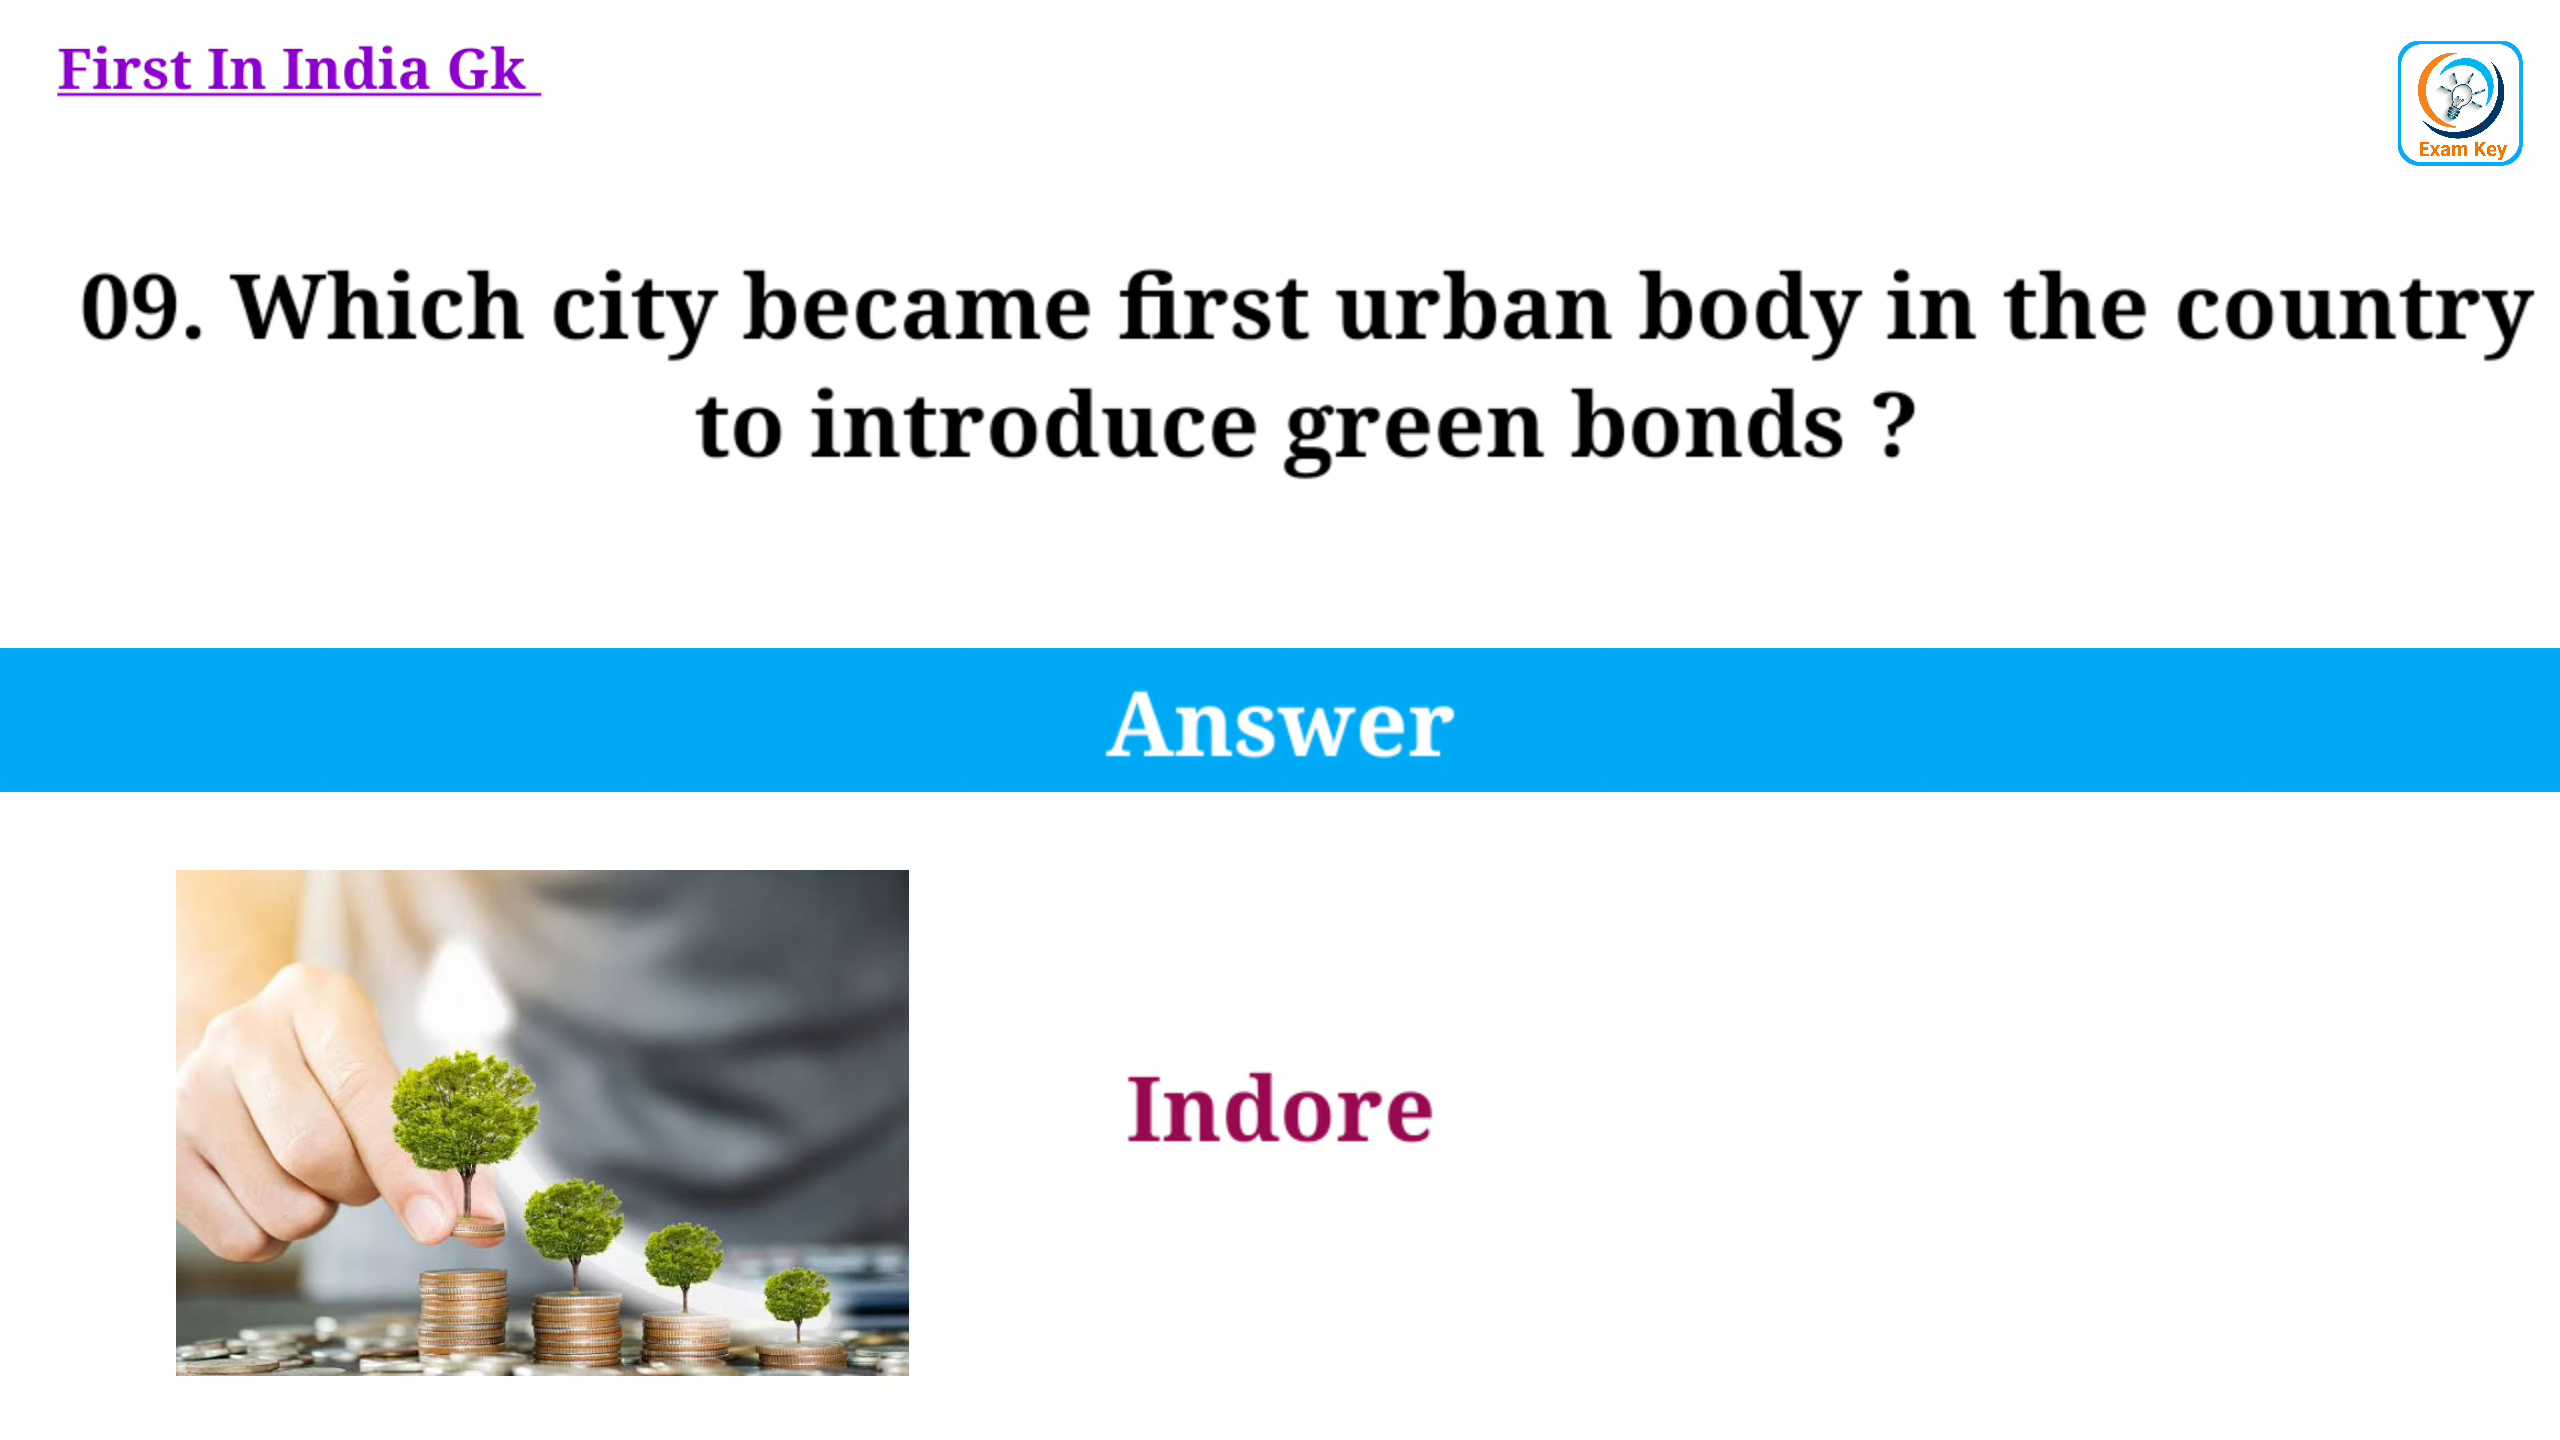 First In India Gk
Exam Key
09. Which city became first urban body in the country
to introduce green bonds ?
Answer
Indore